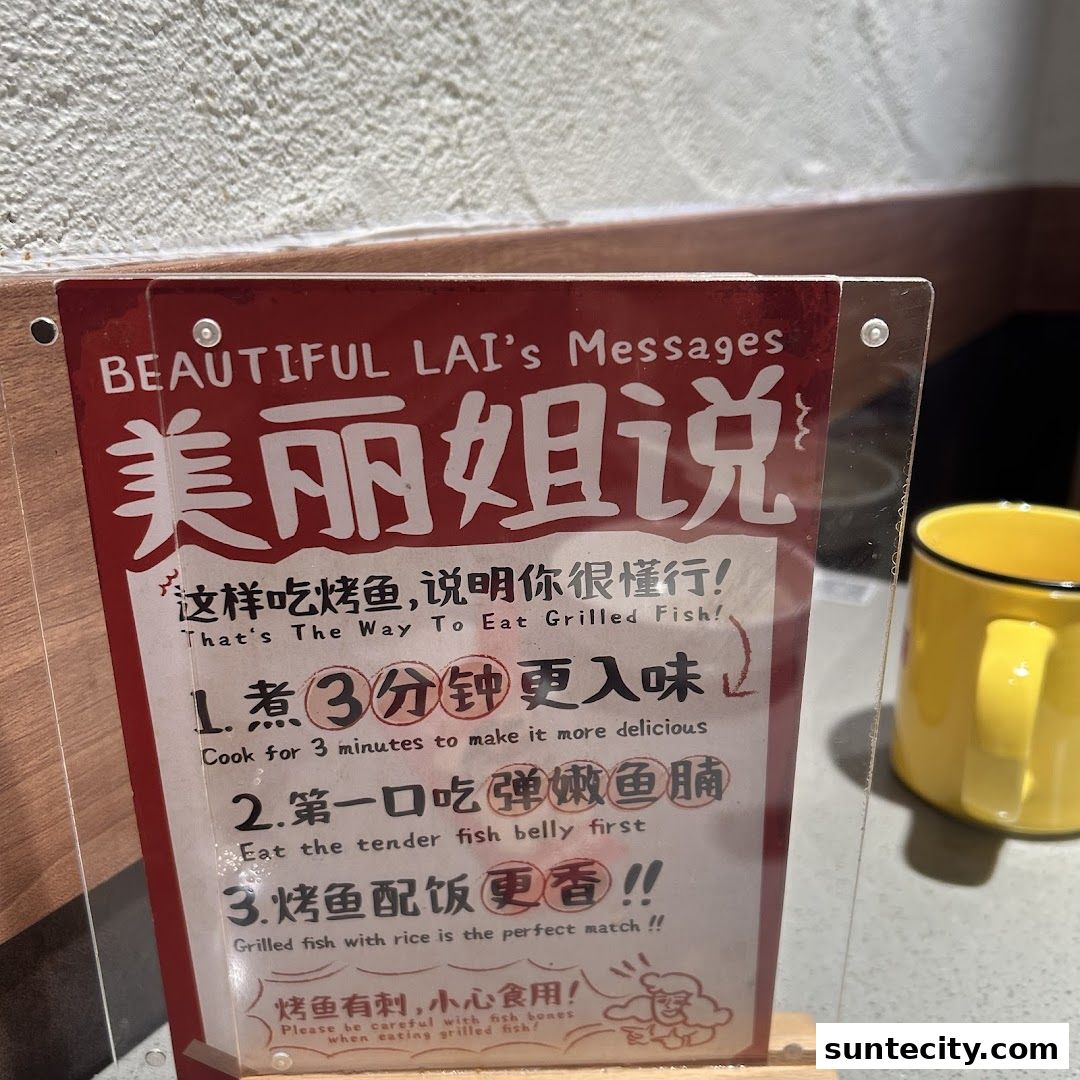 BEAUTIFUL LAI's Messages
美丽姐说
这样吃烤鱼,说明你很懂行!
That's The Way To Eat Grilled Fish!
1. 煮3分钟更入味
Cook for 3 minutes to make it more delicious
2. 第一口吃弹嫩鱼腩
Eat the tender fish belly first
3. 烤鱼配饭更香!!
Grilled fish with rice is the perfect match!!
烤鱼有刺,小心食用!
Please be careful with fish bones
when eating grilled fish!
suntecity.com